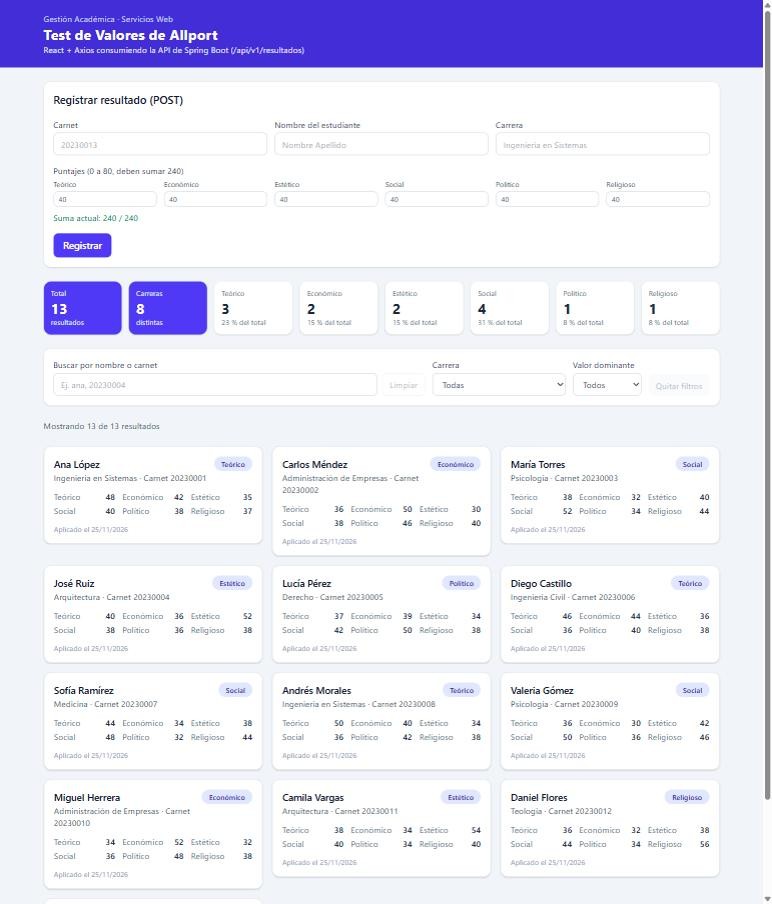 Gestión Académica · Servicios Web
Test de Valores de Allport
React + Axios consumiendo la API de Spring Boot (/api/v1/resultados)
Registrar resultado (POST)
Carnet Nombre del estudiante Carrera
20230013 Nombre Apellido Ingeniería en Sistemas
Puntajes (0 a 80, deben sumar 240)
Teórico Económico Estético Social Político Religioso
40 40 40 40 40 40
Suma actual: 240 / 240
Registrar
Total Carreras Teórico Económico Estético Social Político Religioso
13 8 3 2 2 4 1 1
resultados distintas 23 % del total 15 % del total 15 % del total 31 % del total 8 % del total 8 % del total
Buscar por nombre o carnet Carrera Valor dominante
Ej. ana, 20230004 Limpiar Todas Todos Quitar filtros
Mostrando 13 de 13 resultados
Ana López Teórico
Ingeniería en Sistemas · Carnet 20230001
Teórico 48 Económico 42 Estético 35
Social 40 Político 38 Religioso 37
Aplicado el 25/11/2026
Carlos Méndez Económico
Administración de Empresas · Carnet
20230002
Teórico 36 Económico 50 Estético 30
Social 38 Político 46 Religioso 40
Aplicado el 25/11/2026
María Torres Social
Psicología · Carnet 20230003
Teórico 38 Económico 32 Estético 40
Social 52 Político 34 Religioso 44
Aplicado el 25/11/2026
José Ruiz Estético
Arquitectura · Carnet 20230004
Teórico 40 Económico 36 Estético 52
Social 38 Político 36 Religioso 38
Aplicado el 25/11/2026
Lucía Pérez Político
Derecho · Carnet 20230005
Teórico 37 Económico 39 Estético 34
Social 42 Político 50 Religioso 38
Aplicado el 25/11/2026
Diego Castillo Teórico
Ingeniería Civil · Carnet 20230006
Teórico 46 Económico 44 Estético 36
Social 36 Político 40 Religioso 38
Aplicado el 25/11/2026
Sofía Ramírez Social
Medicina · Carnet 20230007
Teórico 44 Económico 34 Estético 38
Social 48 Político 32 Religioso 44
Aplicado el 25/11/2026
Andrés Morales Teórico
Ingeniería en Sistemas · Carnet 20230008
Teórico 50 Económico 40 Estético 34
Social 36 Político 42 Religioso 38
Aplicado el 25/11/2026
Valeria Gómez Social
Psicología · Carnet 20230009
Teórico 36 Económico 30 Estético 42
Social 50 Político 36 Religioso 46
Aplicado el 25/11/2026
Miguel Herrera Económico
Administración de Empresas · Carnet
20230010
Teórico 34 Económico 52 Estético 32
Social 36 Político 48 Religioso 38
Aplicado el 25/11/2026
Camila Vargas Estético
Arquitectura · Carnet 20230011
Teórico 38 Económico 34 Estético 54
Social 40 Político 34 Religioso 40
Aplicado el 25/11/2026
Daniel Flores Religioso
Teología · Carnet 20230012
Teórico 36 Económico 32 Estético 38
Social 44 Político 34 Religioso 56
Aplicado el 25/11/2026